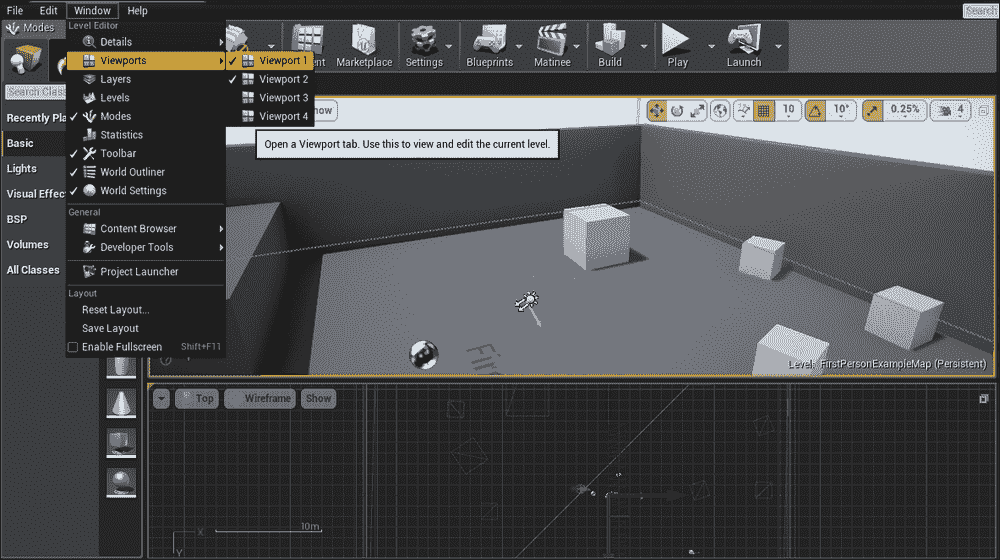 File Edit Window Help Search
Modes
Level Editor
Details
Viewports
Layers
Levels
Modes
Statistics
Toolbar
World Outliner
World Settings
General
Content Browser
Developer Tools
Project Launcher
Layout
Reset Layout...
Save Layout
Enable Fullscreen Shift+F11
Viewport 1
Viewport 2
Viewport 3
Viewport 4
Open a Viewport tab. Use this to view and edit the current level.
Marketplace Settings Blueprints Matinee Build Play Launch
10 10° 0.25% 4
Search Clas
Recently Pla
Basic
Lights
Visual Effec
BSP
Volumes
All Classes
Level: FirstPersonExampleMap (Persistent)
Top Wireframe Show
X
10m
Y